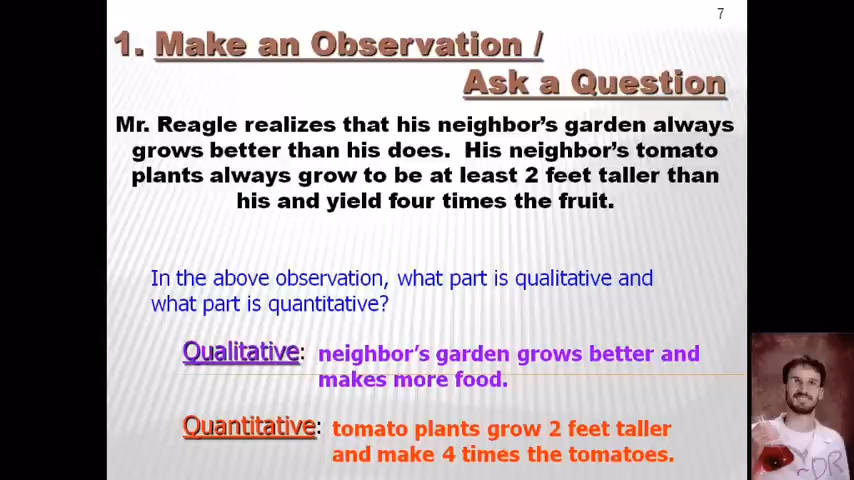 7
1. Make an Observation /
Ask a Question
Mr. Reagle realizes that his neighbor's garden always
grows better than his does. His neighbor's tomato
plants always grow to be at least 2 feet taller than
his and yield four times the fruit.
In the above observation, what part is qualitative and
what part is quantitative?
Qualitative: neighbor's garden grows better and
makes more food.
Quantitative: tomato plants grow 2 feet taller
and make 4 times the tomatoes.
DR